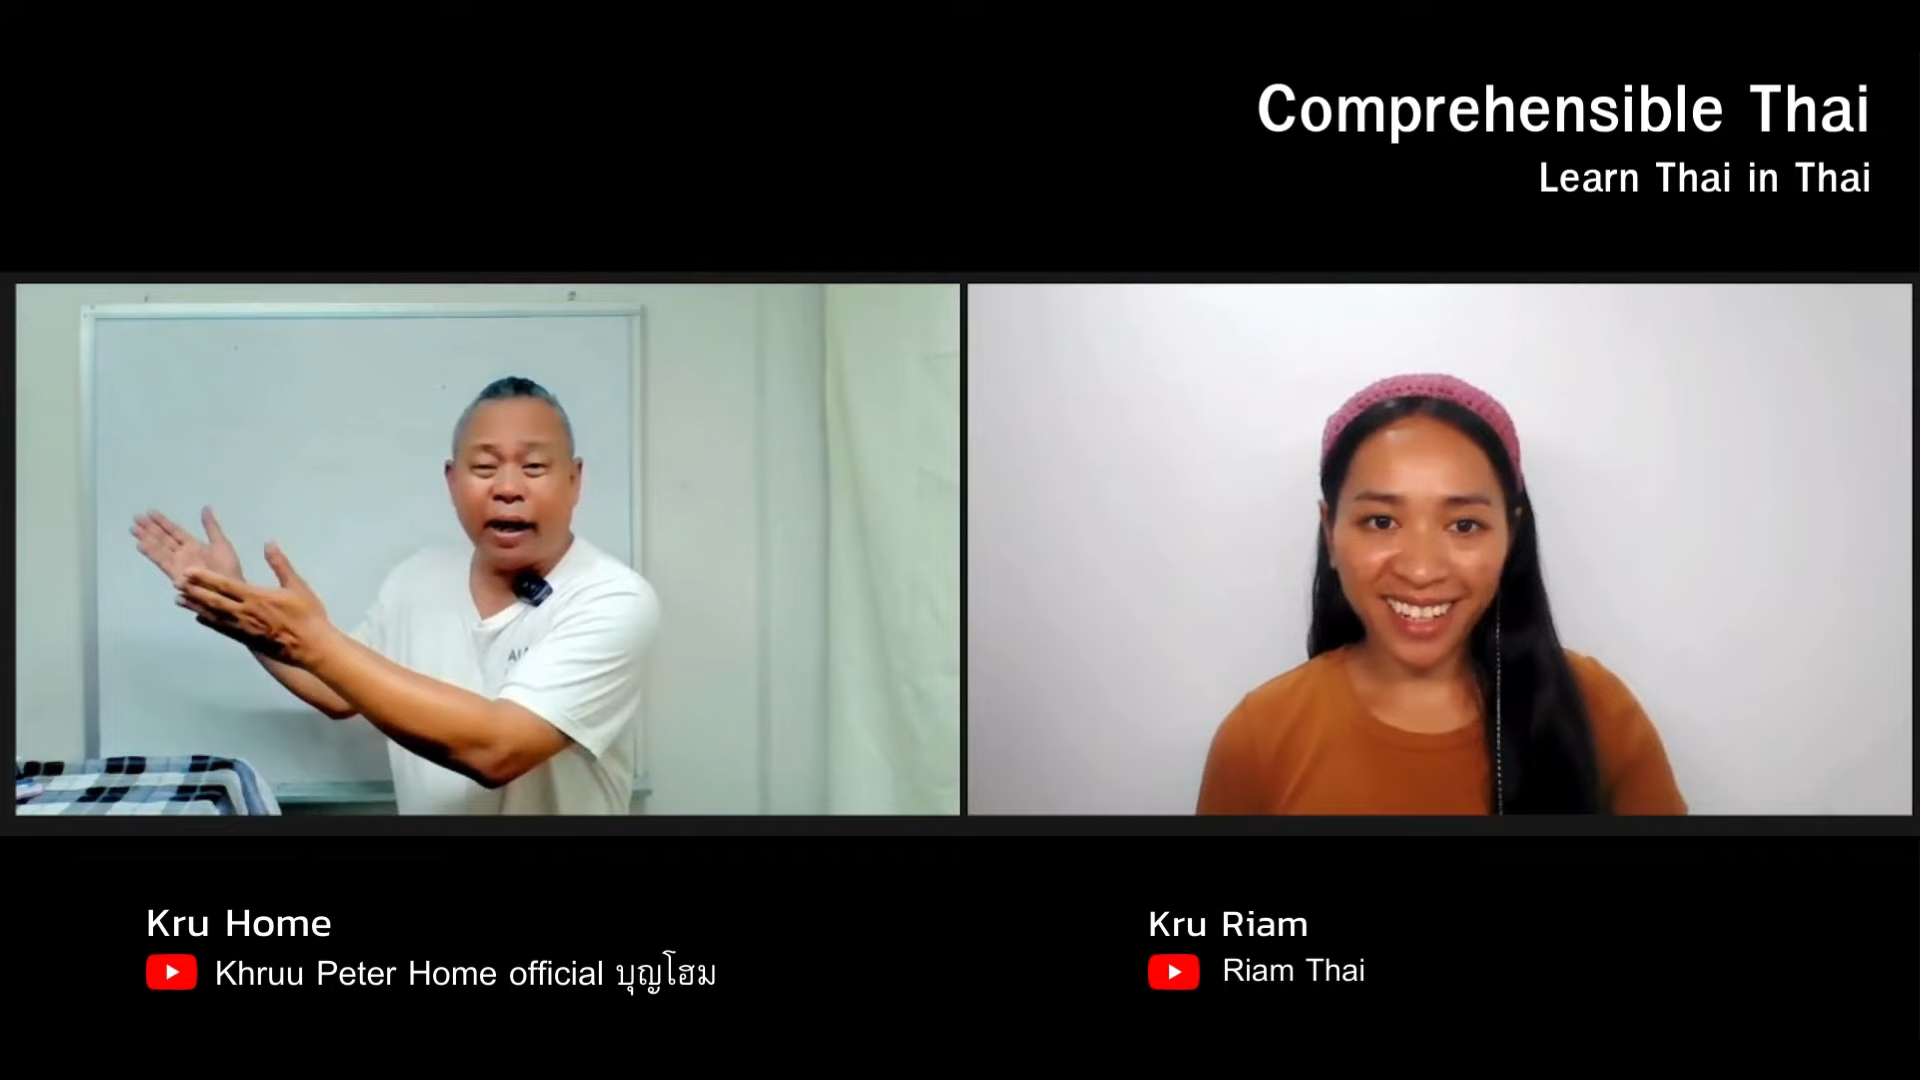 Comprehensible Thai
Learn Thai in Thai
Kru Home
Khruu Peter Home official บุญโฮม
Kru Riam
Riam Thai